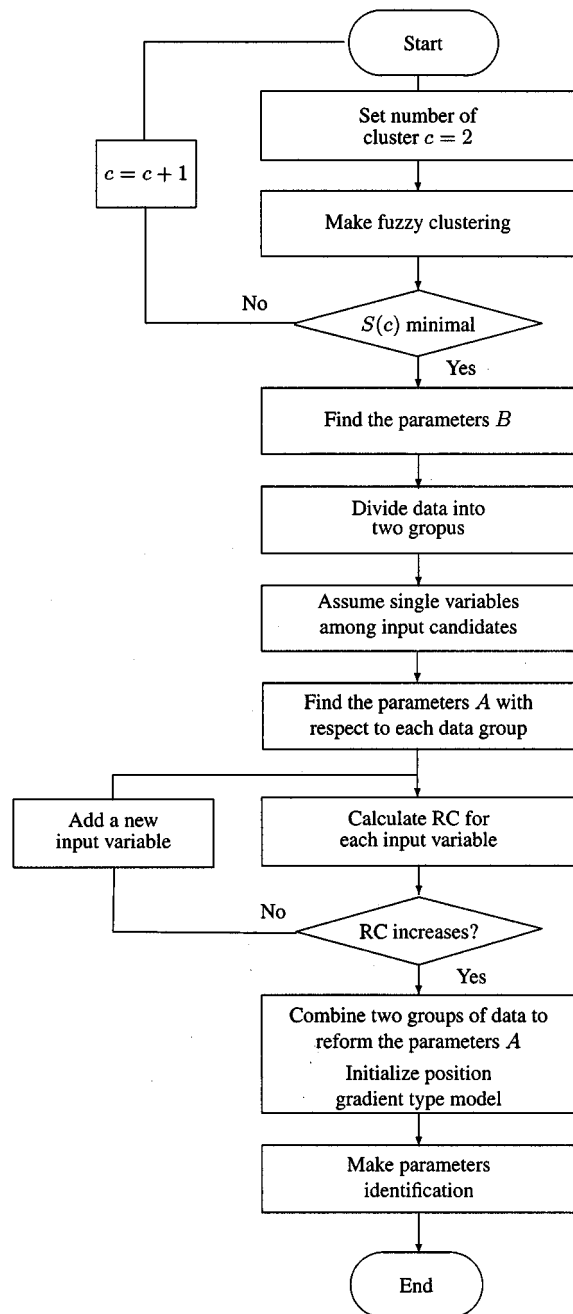 Start
Set number of
cluster c = 2
c = c + 1
Make fuzzy clustering
No
S(c) minimal
Yes
Find the parameters B
Divide data into
two gropus
Assume single variables
among input candidates
Find the parameters A with
respect to each data group
Add a new
input variable
Calculate RC for
each input variable
No
RC increases?
Yes
Combine two groups of data to
reform the parameters A
Initialize position
gradient type model
Make parameters
identification
End